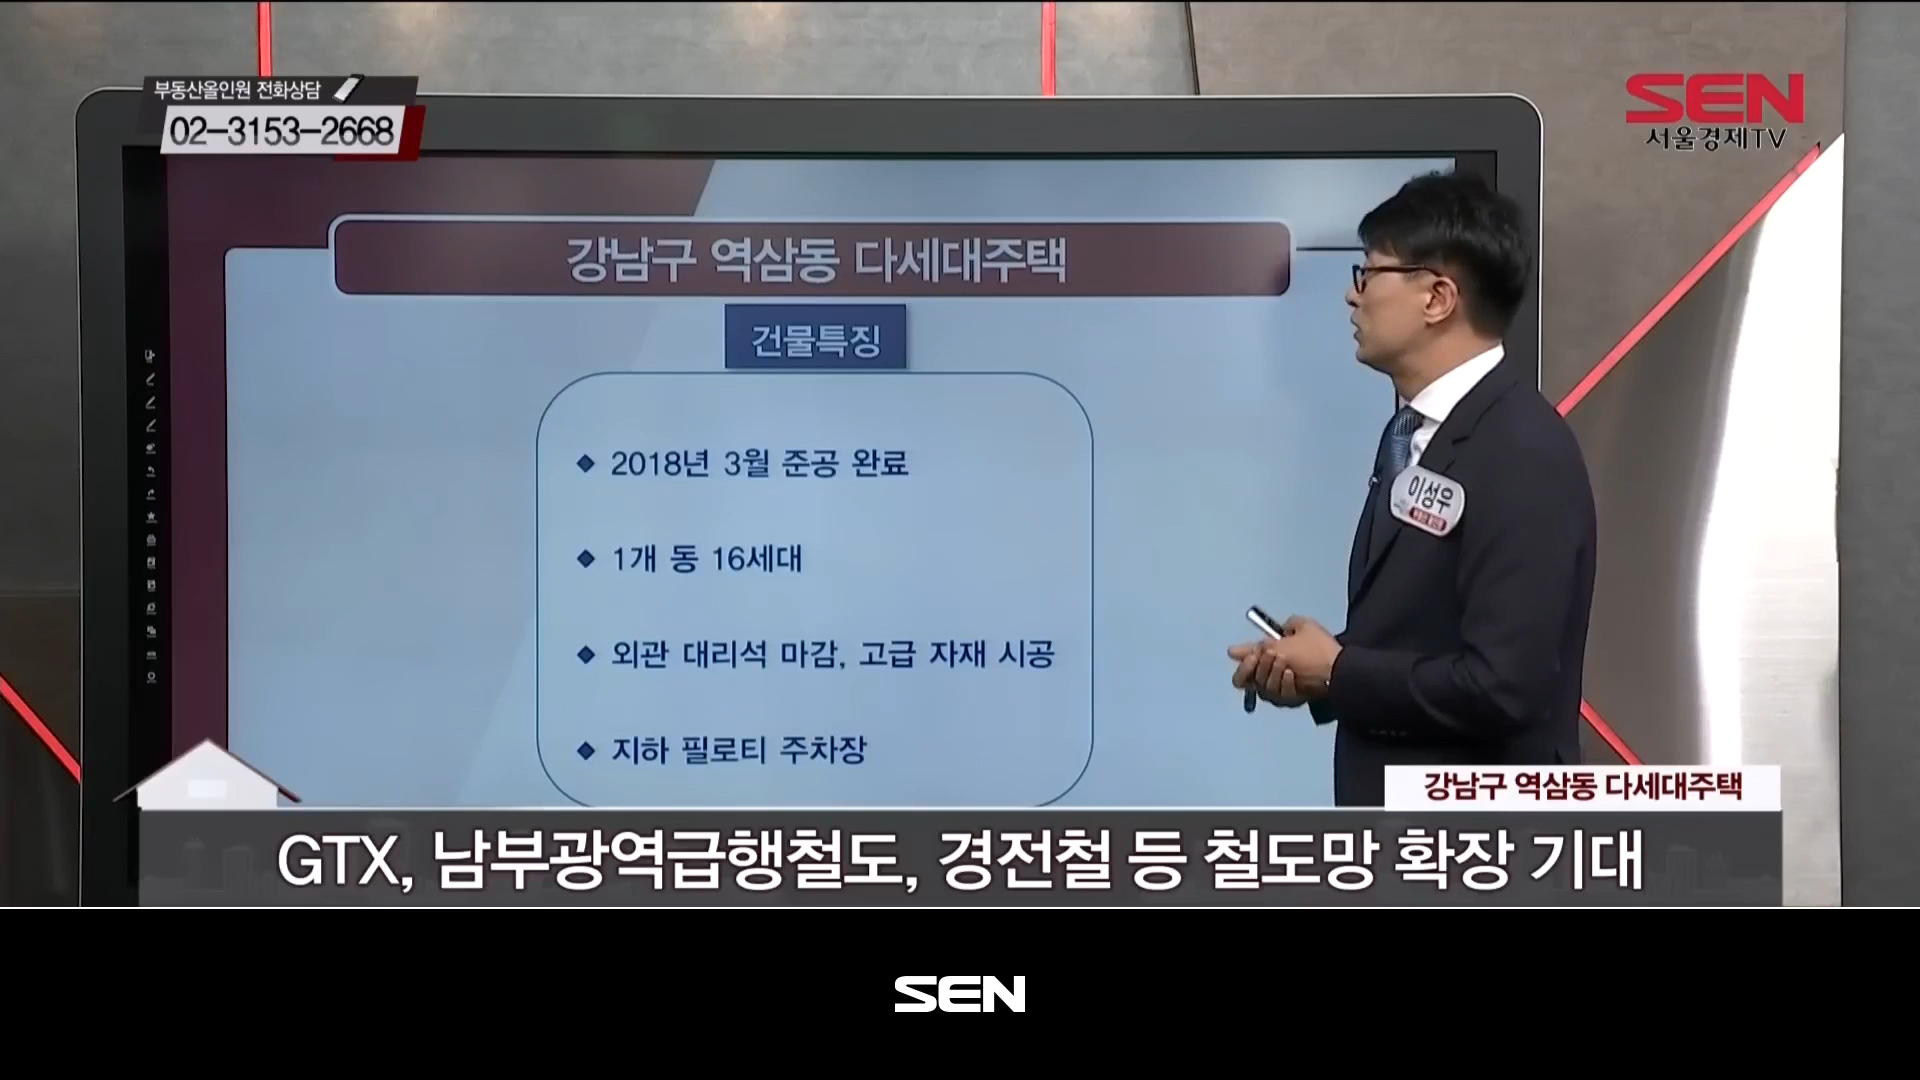 부동산올인원 전화상담
02-3153-2668
SEN
서울경제TV
강남구 역삼동 다세대주택
건물특징
◆ 2018년 3월 준공 완료
◆ 1개 동 16세대
◆ 외관 대리석 마감, 고급 자재 시공
◆ 지하 필로티 주차장
이성우
강남구 역삼동 다세대주택
GTX, 남부광역급행철도, 경전철 등 철도망 확장 기대
SEN